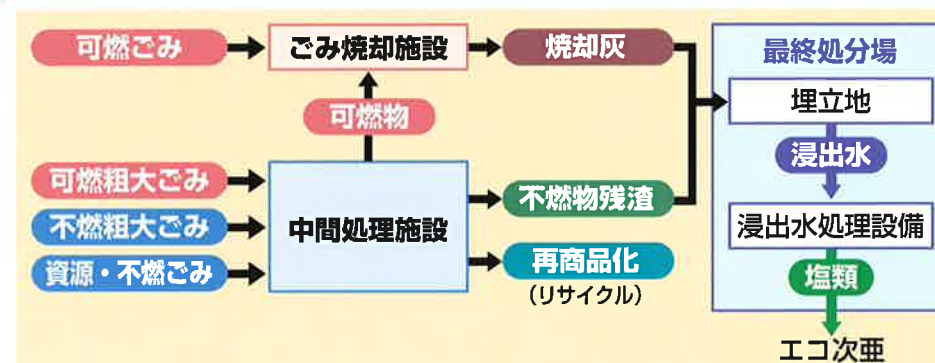 可燃ごみ
ごみ焼却施設
焼却灰
最終処分場
可燃物
埋立地
浸出水
可燃粗大ごみ
不燃粗大ごみ
資源・不燃ごみ
中間処理施設
不燃物残渣
再商品化
(リサイクル)
浸出水処理設備
塩類
エコ次亜